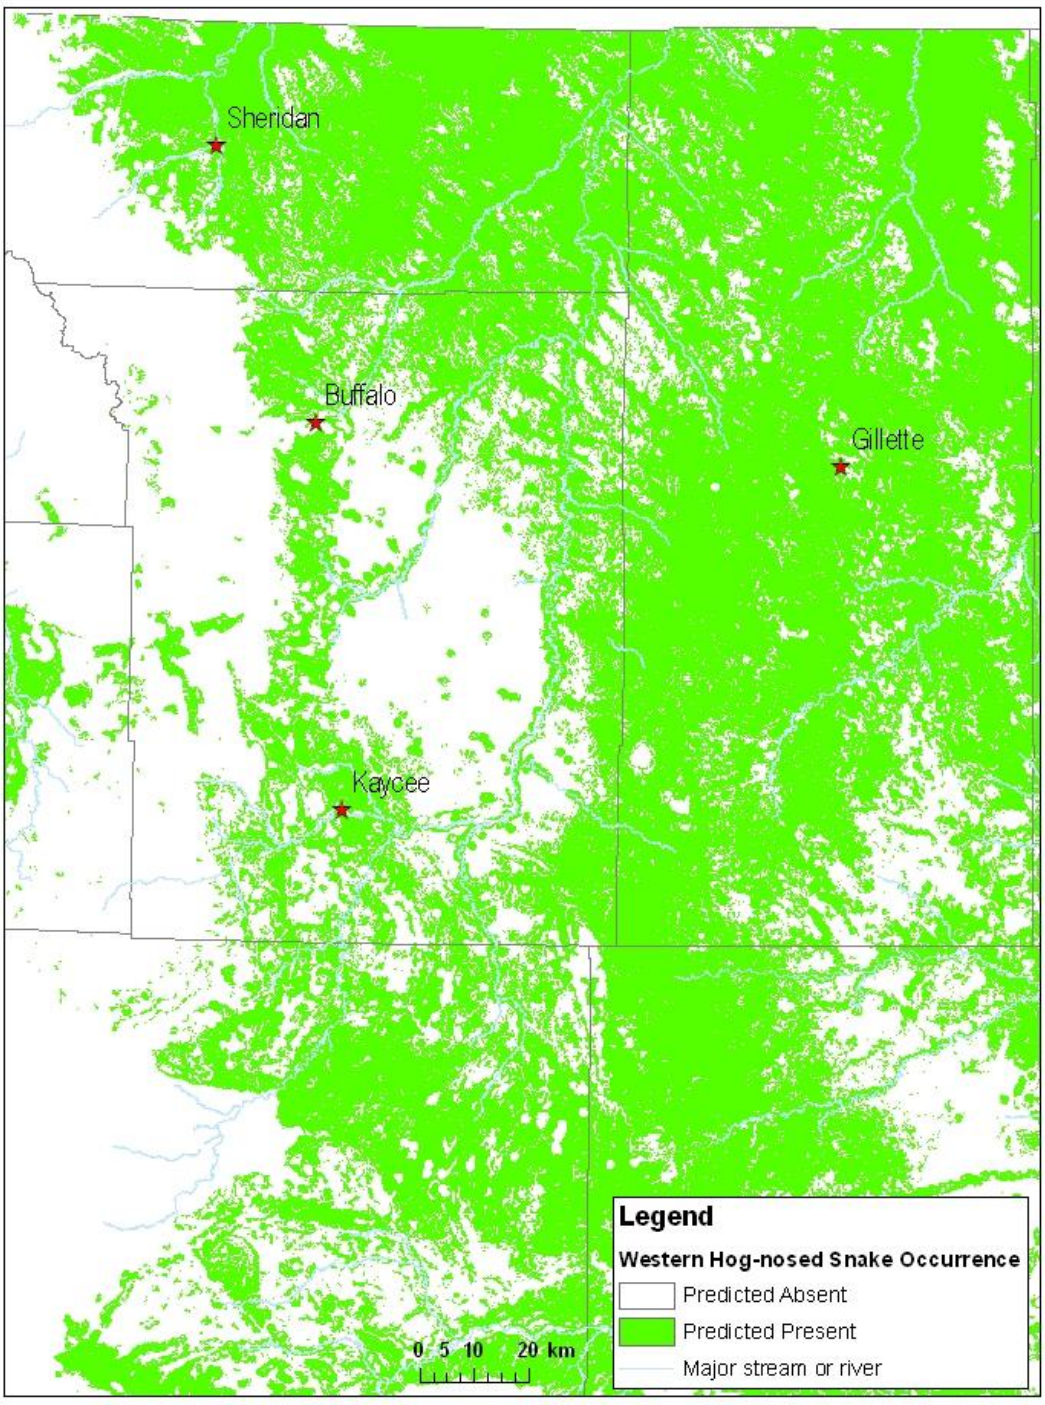 Sheridan
Buffalo
Gillette
Kaycee
Legend
Western Hog-nosed Snake Occurrence
Predicted Absent
Predicted Present
Major stream or river
0 5 10 20 km